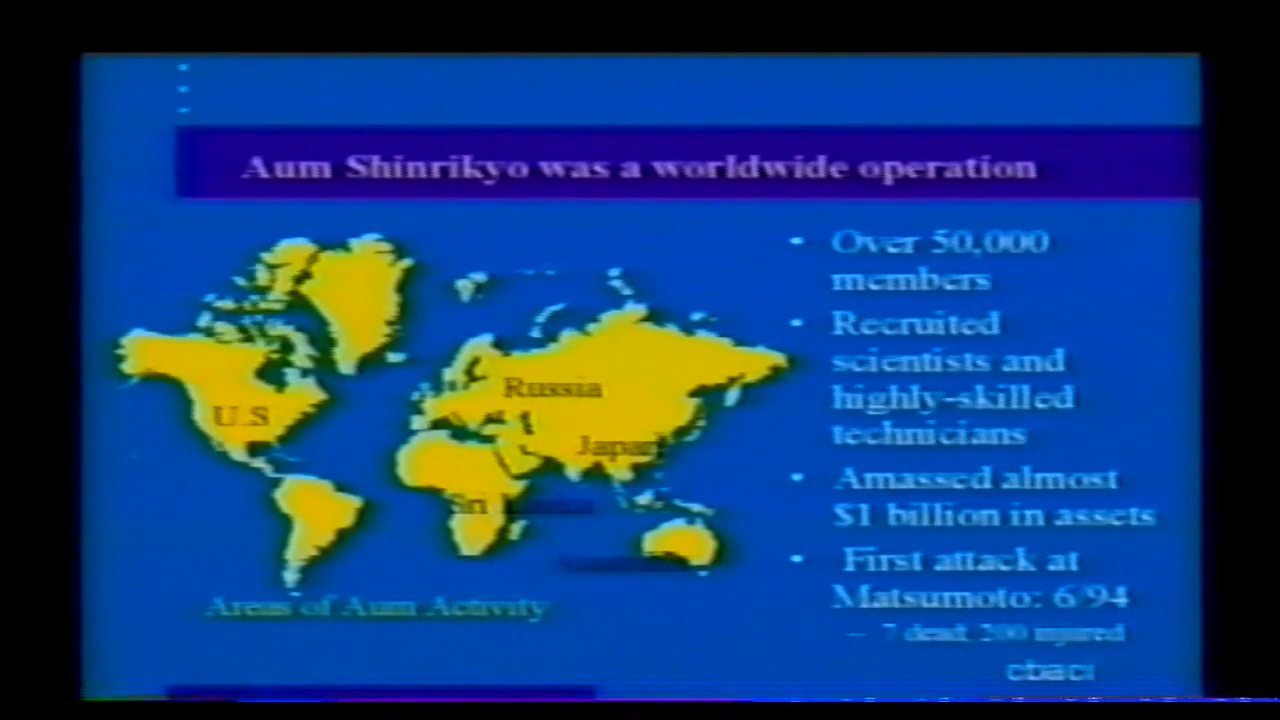 Aum Shinrikyo was a worldwide operation
• Over 50,000
members
• Recruited
scientists and
highly-skilled
technicians
• Amassed almost
$1 billion in assets
• First attack at
Matsumoto: 6/94
– 7 dead, 200 injured
cbaci
U.S
Russia
Japan
Sri Lanka
Areas of Aum Activity